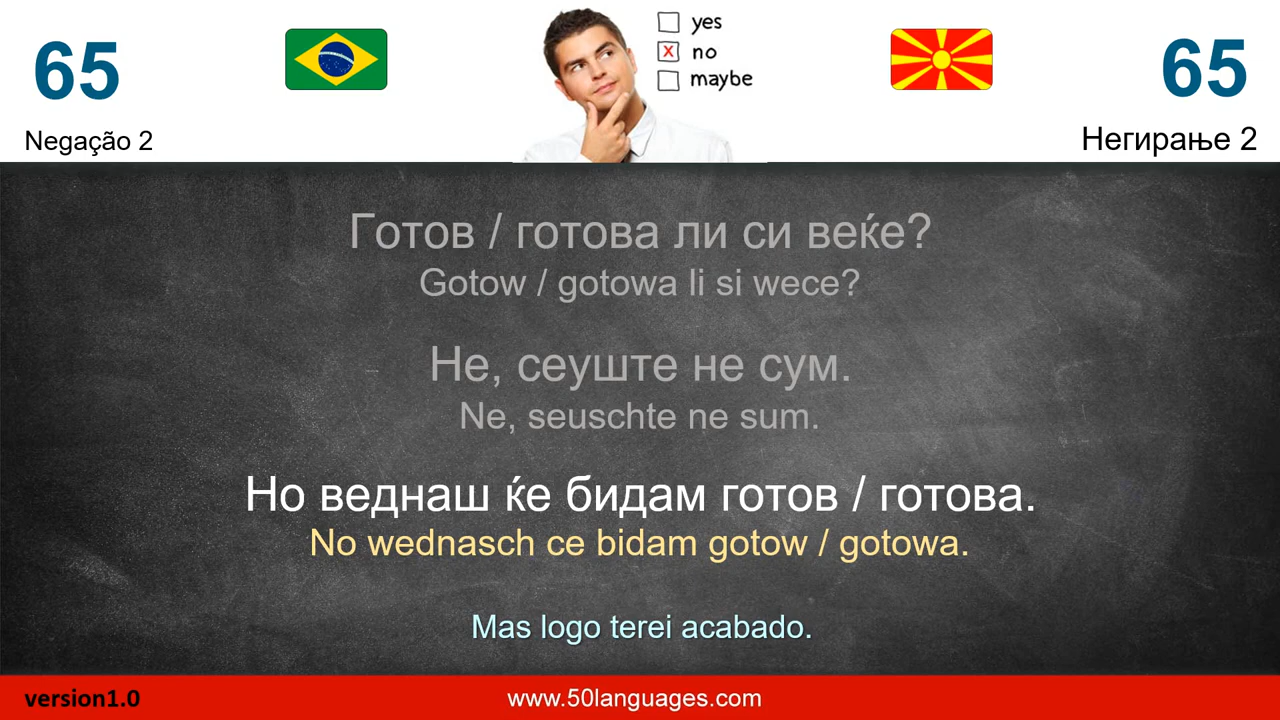 65
Negação 2
yes
no
maybe
65
Негирање 2
Готов / готова ли си веќе?
Gotow / gotowa li si wece?
Не, сеуште не сум.
Ne, seuschte ne sum.
Но веднаш ќе бидам готов / готова.
No wednasch ce bidam gotow / gotowa.
Mas logo terei acabado.
version1.0
www.50languages.com